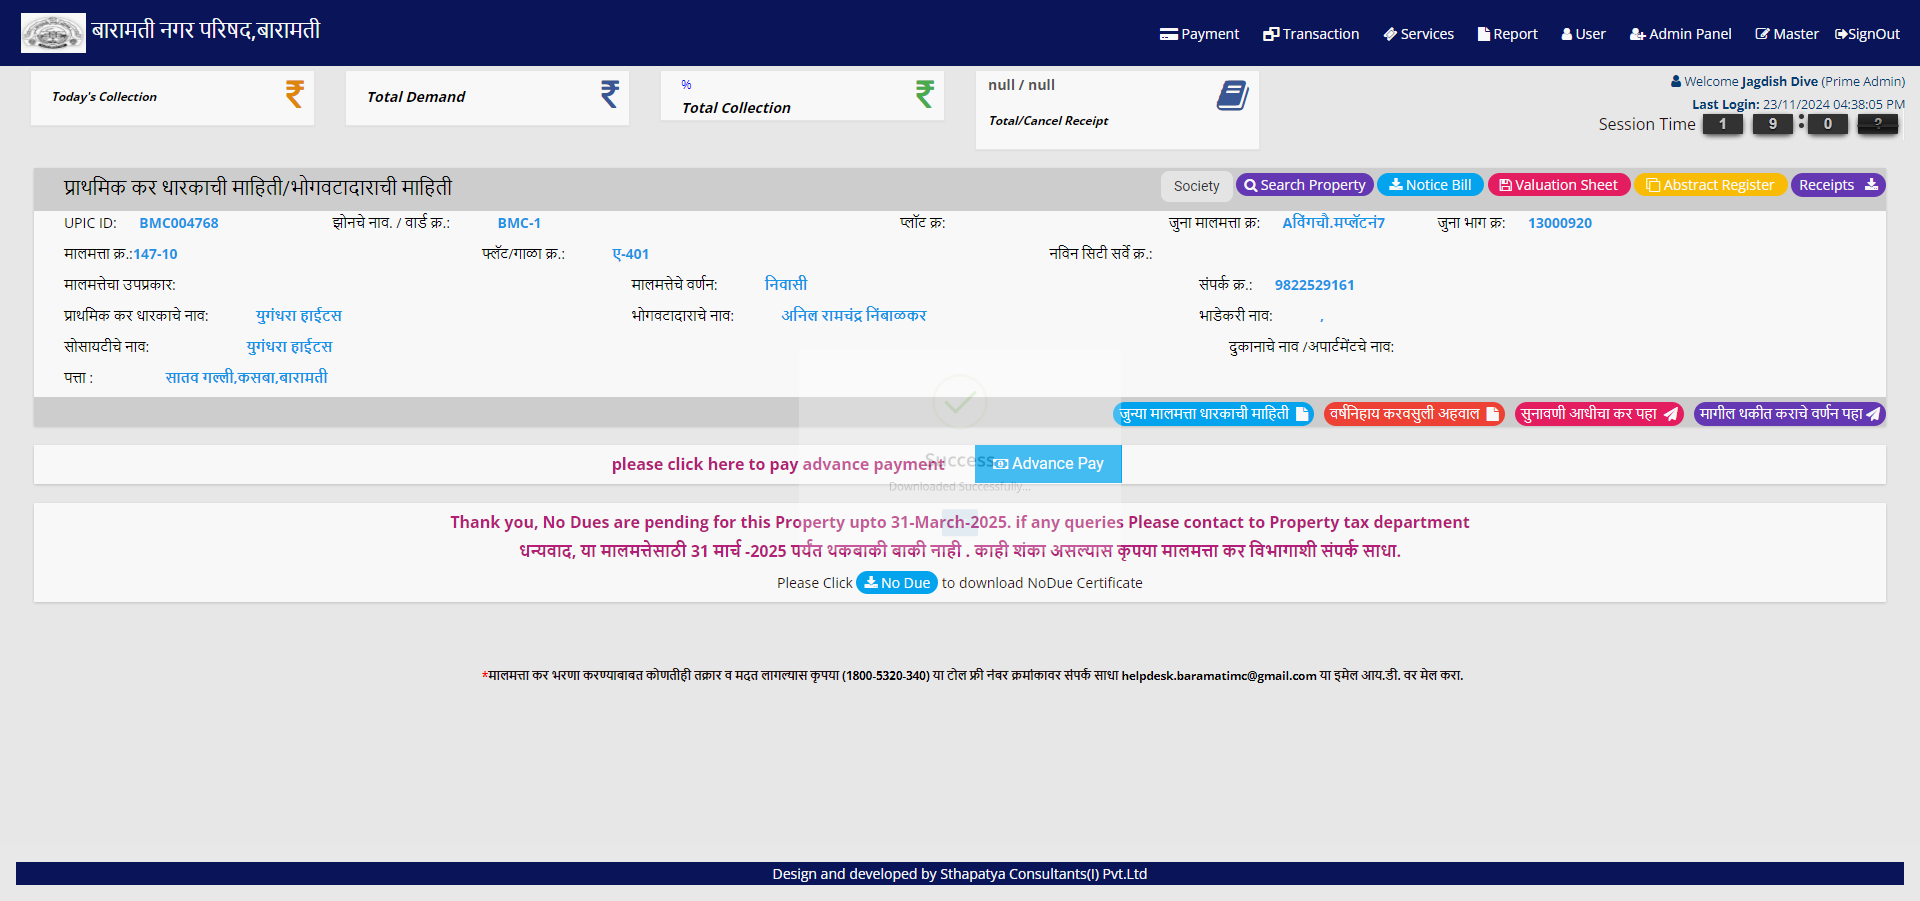 बारामती नगर परिषद,बारामती
Payment Transaction Services Report User Admin Panel Master SignOut
Today's Collection
Total Demand
%
Total Collection
null / null
Total/Cancel Receipt
Welcome Jagdish Dive (Prime Admin)
Last Login: 23/11/2024 04:38:05 PM
Session Time 1 9 : 0
प्राथमिक कर धारकाची माहिती/भोगवटादाराची माहिती
Society Search Property Notice Bill Valuation Sheet Abstract Register Receipts
UPIC ID: BMC004768 झोनचे नाव. / वार्ड क्र.: BMC-1 प्लॉट क्र: जुना मालमत्ता क्र: Aविंगचौ.मप्लॅटनं7 जुना भाग क्र: 13000920
मालमत्ता क्र.:147-10 फ्लॅट/गाळा क्र.: ए-401 नविन सिटी सर्वे क्र.:
मालमत्तेचा उपप्रकार: मालमत्तेचे वर्णन: निवासी संपर्क क्र.: 9822529161
प्राथमिक कर धारकाचे नाव: युगंधरा हाईटस भोगवटादाराचे नाव: अनिल रामचंद्र निंबाळकर भाडेकरी नाव: ,
सोसायटीचे नाव: युगंधरा हाईटस दुकानाचे नाव /अपार्टमेंटचे नाव:
पत्ता : सातव गल्ली,कसबा,बारामती
जुन्या मालमत्ता धारकाची माहिती वर्षनिहाय करवसुली अहवाल सुनावणी आधीचा कर पहा मागील थकीत कराचे वर्णन पहा
please click here to pay advance payment Advance Pay
Success
Downloaded Successfully...
Thank you, No Dues are pending for this Property upto 31-March-2025. if any queries Please contact to Property tax department
धन्यवाद, या मालमत्तेसाठी 31 मार्च -2025 पर्यंत थकबाकी बाकी नाही . काही शंका असल्यास कृपया मालमत्ता कर विभागाशी संपर्क साधा.
Please Click No Due to download NoDue Certificate
*मालमत्ता कर भरणा करण्याबाबत कोणतीही तक्रार व मदत लागल्यास कृपया (1800-5320-340) या टोल फ्री नंबर क्रमांकावर संपर्क साधा helpdesk.baramatimc@gmail.com या इमेल आय.डी. वर मेल करा.
Design and developed by Sthapatya Consultants(I) Pvt.Ltd